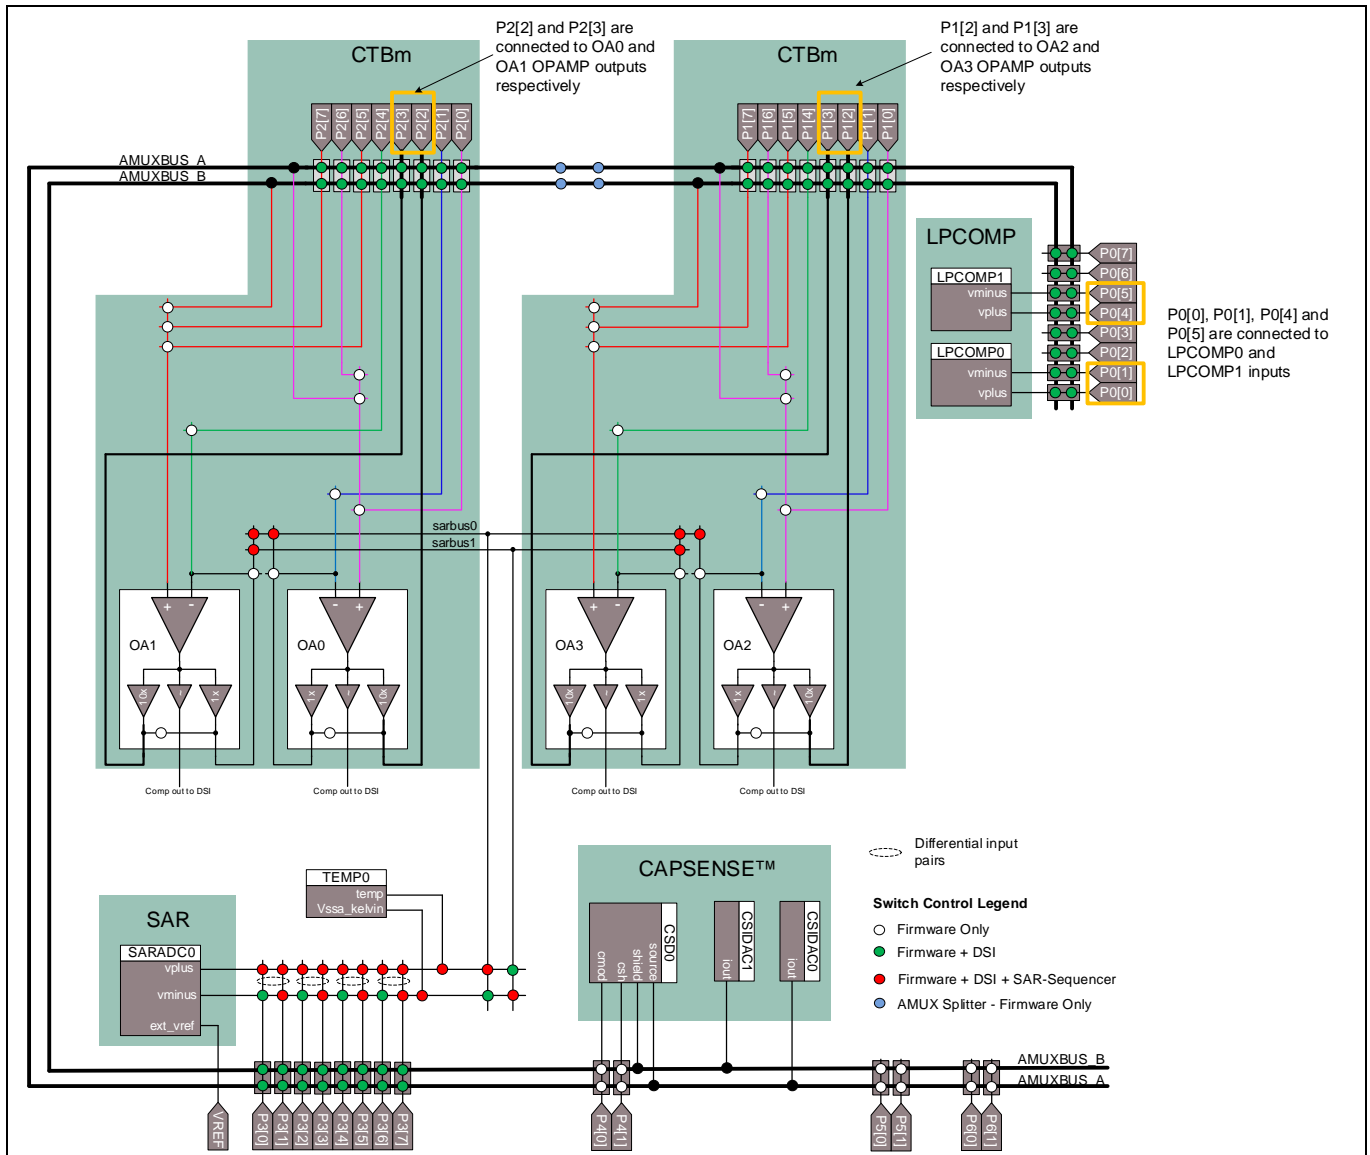 P2[2] and P2[3] are
connected to OA0 and
OA1 OPAMP outputs
respectively
P1[2] and P1[3] are
connected to OA2 and
OA3 OPAMP outputs
respectively
CTBm
CTBm
P2[7]
P2[6]
P2[5]
P2[4]
P2[3]
P2[2]
P2[1]
P2[0]
P1[7]
P1[6]
P1[5]
P1[4]
P1[3]
P1[2]
P1[1]
P1[0]
AMUXBUS_A
AMUXBUS_B
LPCOMP
LPCOMP1
vminus
vplus
LPCOMP0
vminus
vplus
P0[7]
P0[6]
P0[5]
P0[4]
P0[3]
P0[2]
P0[1]
P0[0]
P0[0], P0[1], P0[4] and
P0[5] are connected to
LPCOMP0 and
LPCOMP1 inputs
sarbus0
sarbus1
+ -
OA1
10x
~
1x
- +
OA0
1x
~
10x
+ -
OA3
10x
~
1x
- +
OA2
1x
~
10x
Comp out to DSI
Comp out to DSI
Comp out to DSI
Comp out to DSI
SAR
SARADC0
vplus
vminus
ext_vref
TEMP0
temp
Vssa_kelvin
CAPSENSE™
CSD0
cmod
csh
shield
source
CSIDAC1
iout
CSIDAC0
iout
Differential input
pairs
Switch Control Legend
Firmware Only
Firmware + DSI
Firmware + DSI + SAR-Sequencer
AMUX Splitter - Firmware Only
AMUXBUS_B
AMUXBUS_A
VREF
P3[0]
P3[1]
P3[2]
P3[3]
P3[4]
P3[5]
P3[6]
P3[7]
P4[0]
P4[1]
P5[0]
P5[1]
P6[0]
P6[1]